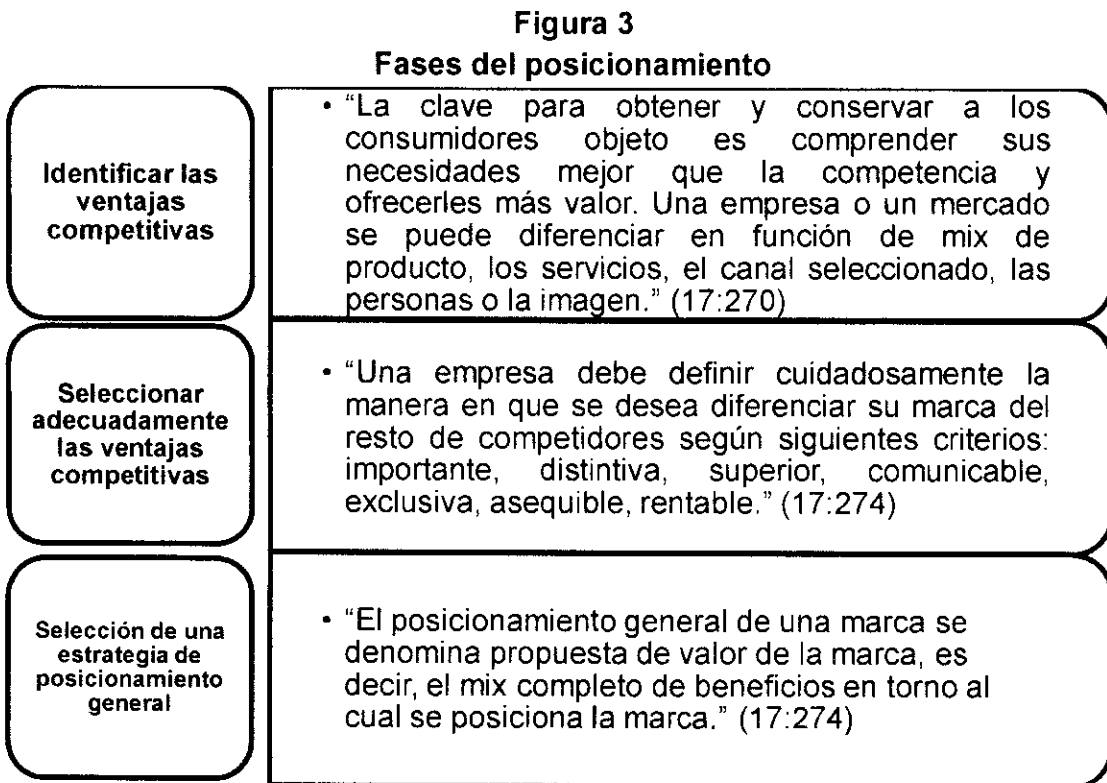 Figura 3
Fases del posicionamiento
Identificar las
ventajas
competitivas
• “La clave para obtener y conservar a los
consumidores objeto es comprender sus
necesidades mejor que la competencia y
ofrecerles más valor. Una empresa o un mercado
se puede diferenciar en función de mix de
producto, los servicios, el canal seleccionado, las
personas o la imagen.” (17:270)
Seleccionar
adecuadamente
las ventajas
competitivas
• “Una empresa debe definir cuidadosamente la
manera en que se desea diferenciar su marca del
resto de competidores según siguientes criterios:
importante, distintiva, superior, comunicable,
exclusiva, asequible, rentable.” (17:274)
Selección de una
estrategia de
posicionamiento
general
• “El posicionamiento general de una marca se
denomina propuesta de valor de la marca, es
decir, el mix completo de beneficios en torno al
cual se posiciona la marca.” (17:274)